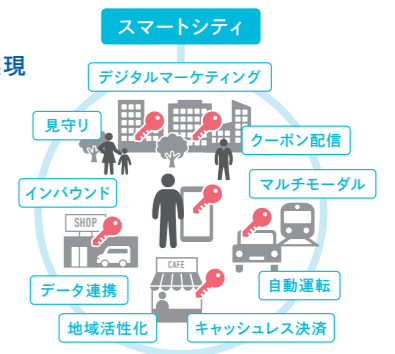 スマートシティ
現
デジタルマーケティング
見守り
クーポン配信
マルチモーダル
インバウンド
SHOP
CAFE
データ連携
自動運転
地域活性化
キャッシュレス決済